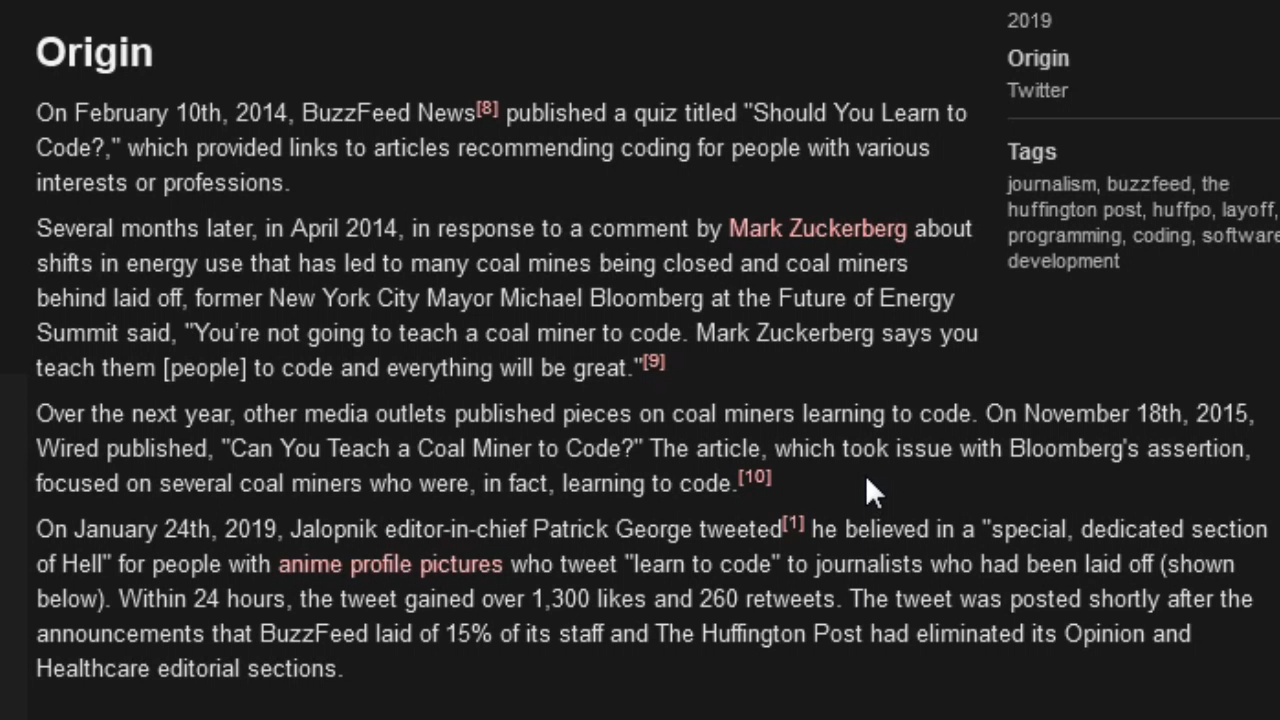 Origin
On February 10th, 2014, BuzzFeed News[8] published a quiz titled "Should You Learn to
Code?," which provided links to articles recommending coding for people with various
interests or professions.
Several months later, in April 2014, in response to a comment by Mark Zuckerberg about
shifts in energy use that has led to many coal mines being closed and coal miners
behind laid off, former New York City Mayor Michael Bloomberg at the Future of Energy
Summit said, "You're not going to teach a coal miner to code. Mark Zuckerberg says you
teach them [people] to code and everything will be great."[9]
Over the next year, other media outlets published pieces on coal miners learning to code. On November 18th, 2015,
Wired published, "Can You Teach a Coal Miner to Code?" The article, which took issue with Bloomberg's assertion,
focused on several coal miners who were, in fact, learning to code.[10]
On January 24th, 2019, Jalopnik editor-in-chief Patrick George tweeted[1] he believed in a "special, dedicated section
of Hell" for people with anime profile pictures who tweet "learn to code" to journalists who had been laid off (shown
below). Within 24 hours, the tweet gained over 1,300 likes and 260 retweets. The tweet was posted shortly after the
announcements that BuzzFeed laid of 15% of its staff and The Huffington Post had eliminated its Opinion and
Healthcare editorial sections.
2019
Origin
Twitter
Tags
journalism, buzzfeed, the
huffington post, huffpo, layoff,
programming, coding, software
development